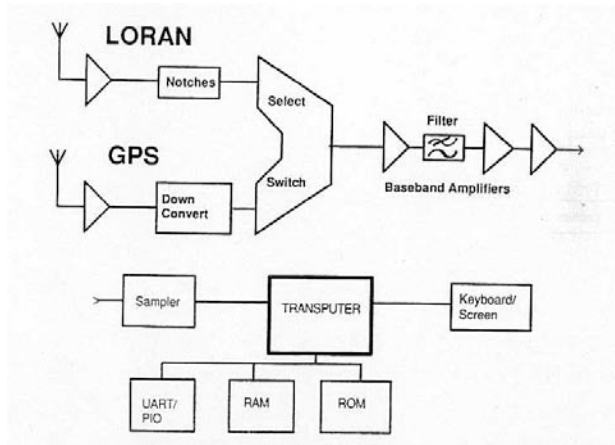 LORAN
Notches
Select
Filter
GPS
Switch
Baseband Amplifiers
Down
Convert
Sampler
TRANSPUTER
Keyboard/
Screen
UART/
PIO
RAM
ROM